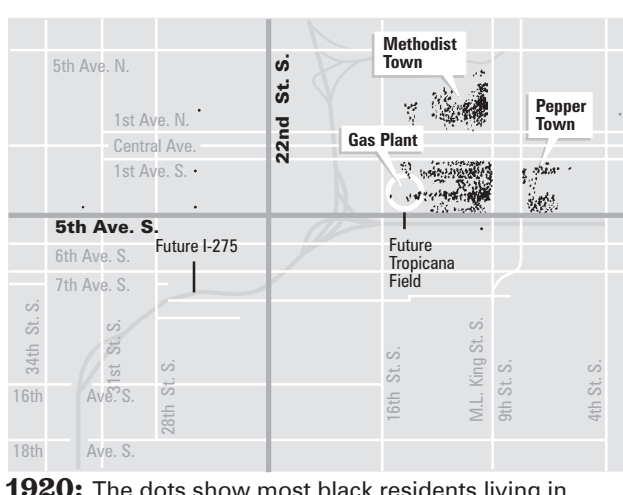 Methodist
Town
5th Ave. N.
22nd St. S.
Pepper
Town
1st Ave. N.
Gas Plant
Central Ave.
1st Ave. S.
5th Ave. S.
Future I-275
Future
Tropicana
Field
6th Ave. S.
7th Ave. S.
34th St. S.
31st St. S.
28th St. S.
16th St. S.
M.L. King St. S.
9th St. S.
4th St. S.
16th Ave. S.
18th Ave. S.
1920: The dots show most black residents living in